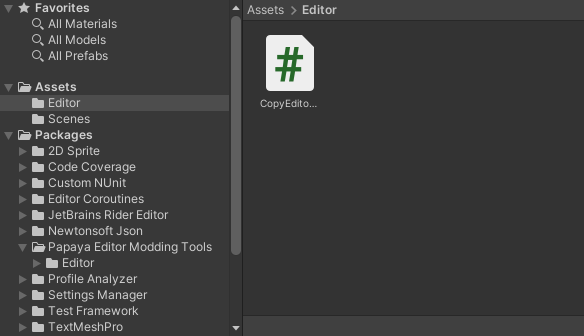 Favorites
All Materials
All Models
All Prefabs
Assets
Editor
Scenes
Packages
2D Sprite
Code Coverage
Custom NUnit
Editor Coroutines
JetBrains Rider Editor
Newtonsoft Json
Papaya Editor Modding Tools
Editor
Profile Analyzer
Settings Manager
Test Framework
TextMeshPro
Assets > Editor
#
CopyEdito...